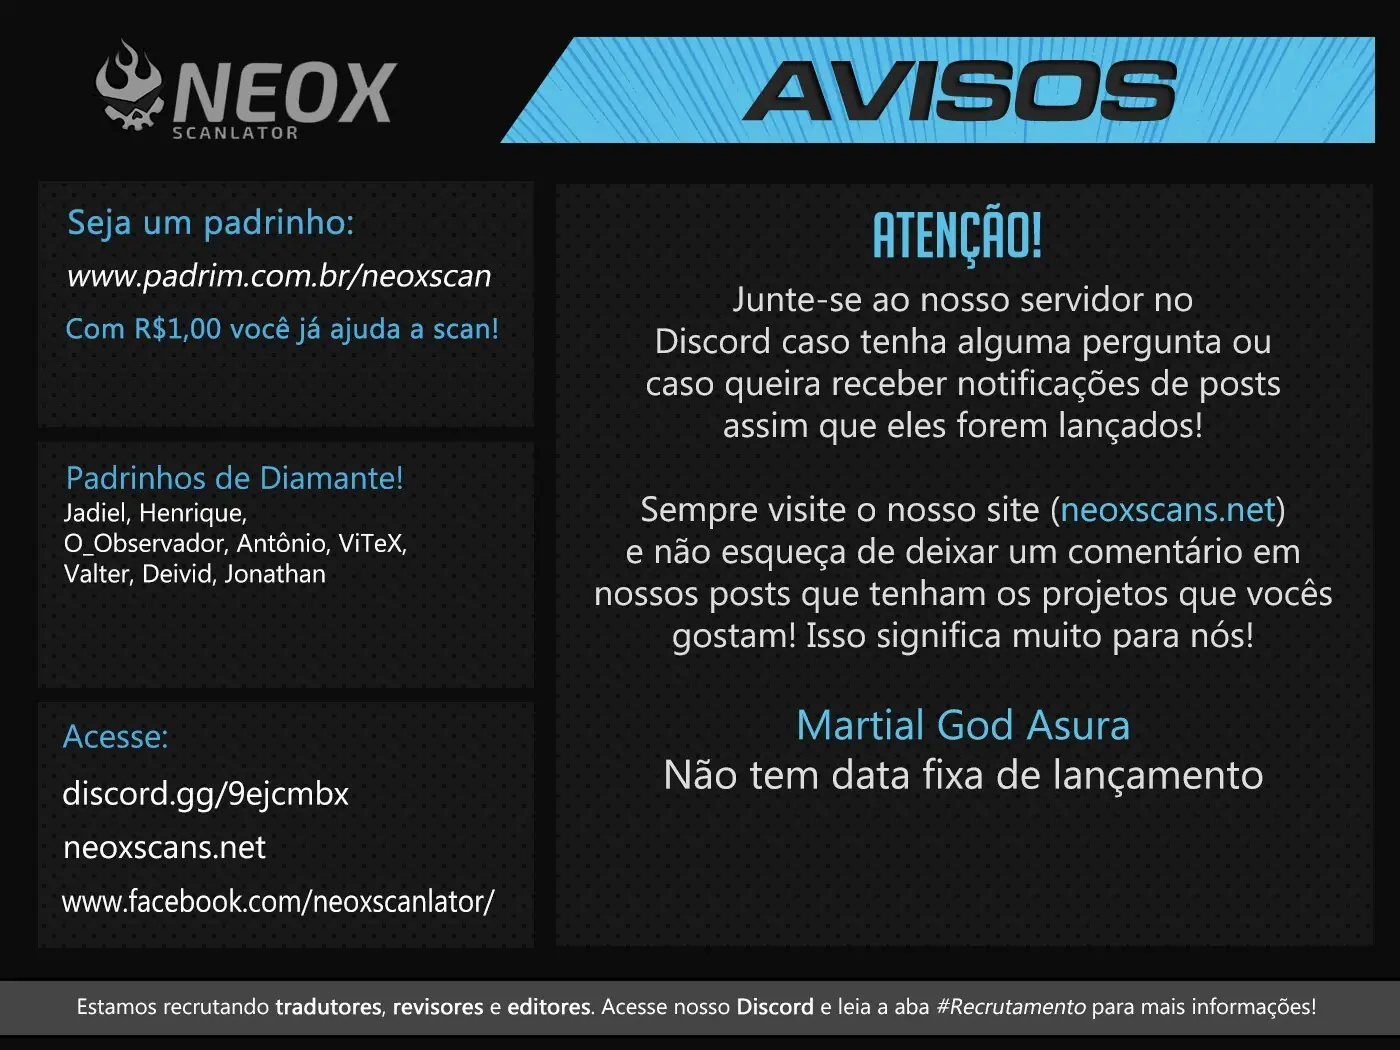 NEOX
SCANLATOR
AVISOS
Seja um padrinho:
www.padrim.com.br/neoxscan
Com R$1,00 você já ajuda a scan!
Padrinhos de Diamante!
Jadiel, Henrique,
O_Observador, Antônio, ViTeX,
Valter, Deivid, Jonathan
Acesse:
discord.gg/9ejcmbx
neoxscans.net
www.facebook.com/neoxscanlator/
ATENÇÃO!
Junte-se ao nosso servidor no
Discord caso tenha alguma pergunta ou
caso queira receber notificações de posts
assim que eles forem lançados!
Sempre visite o nosso site (neoxscans.net)
e não esqueça de deixar um comentário em
nossos posts que tenham os projetos que vocês
gostam! Isso significa muito para nós!
Martial God Asura
Não tem data fixa de lançamento
Estamos recrutando tradutores, revisores e editores. Acesse nosso Discord e leia a aba #Recrutamento para mais informações!